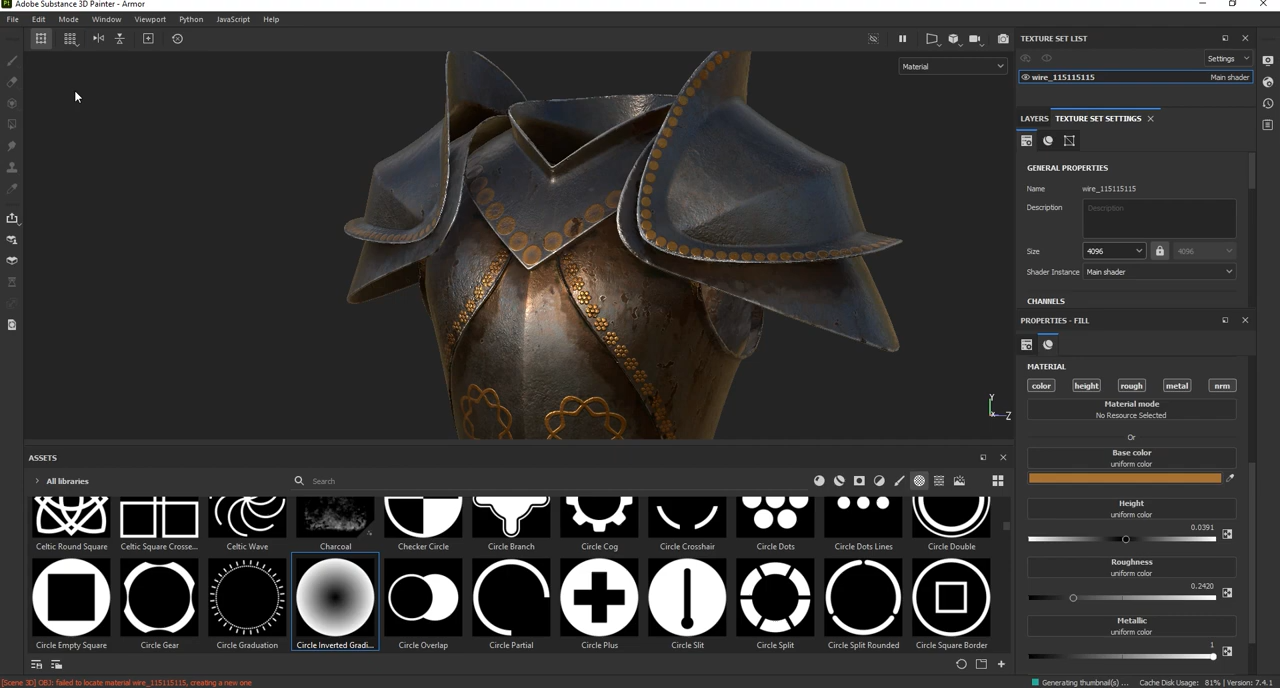 Adobe Substance 3D Painter - Armor
File Edit Mode Window Viewport Python JavaScript Help
Material
TEXTURE SET LIST
Settings
wire_115115115 Main shader
LAYERS TEXTURE SET SETTINGS
GENERAL PROPERTIES
Name wire_115115115
Description Description
Size 4096 4096
Shader Instance Main shader
CHANNELS
PROPERTIES - FILL
MATERIAL
color height rough metal nrm
Material mode
No Resource Selected
Or
Base color
uniform color
Height
uniform color
0.0391
Roughness
uniform color
0.2420
Metallic
uniform color
1
Y
X Z
ASSETS
All libraries Search
Celtic Round Square Celtic Square Crosse... Celtic Wave Charcoal Checker Circle Circle Branch Circle Cog Circle Crosshair Circle Dots Circle Dots Lines Circle Double
Circle Empty Square Circle Gear Circle Graduation Circle Inverted Gradi... Circle Overlap Circle Partial Circle Plus Circle Slit Circle Split Circle Split Rounded Circle Square Border
[Scene 3D] OBJ: failed to locate material wire_115115115, creating a new one
Generating thumbnail(s) ... Cache Disk Usage: 81% | Version: 7.4.1